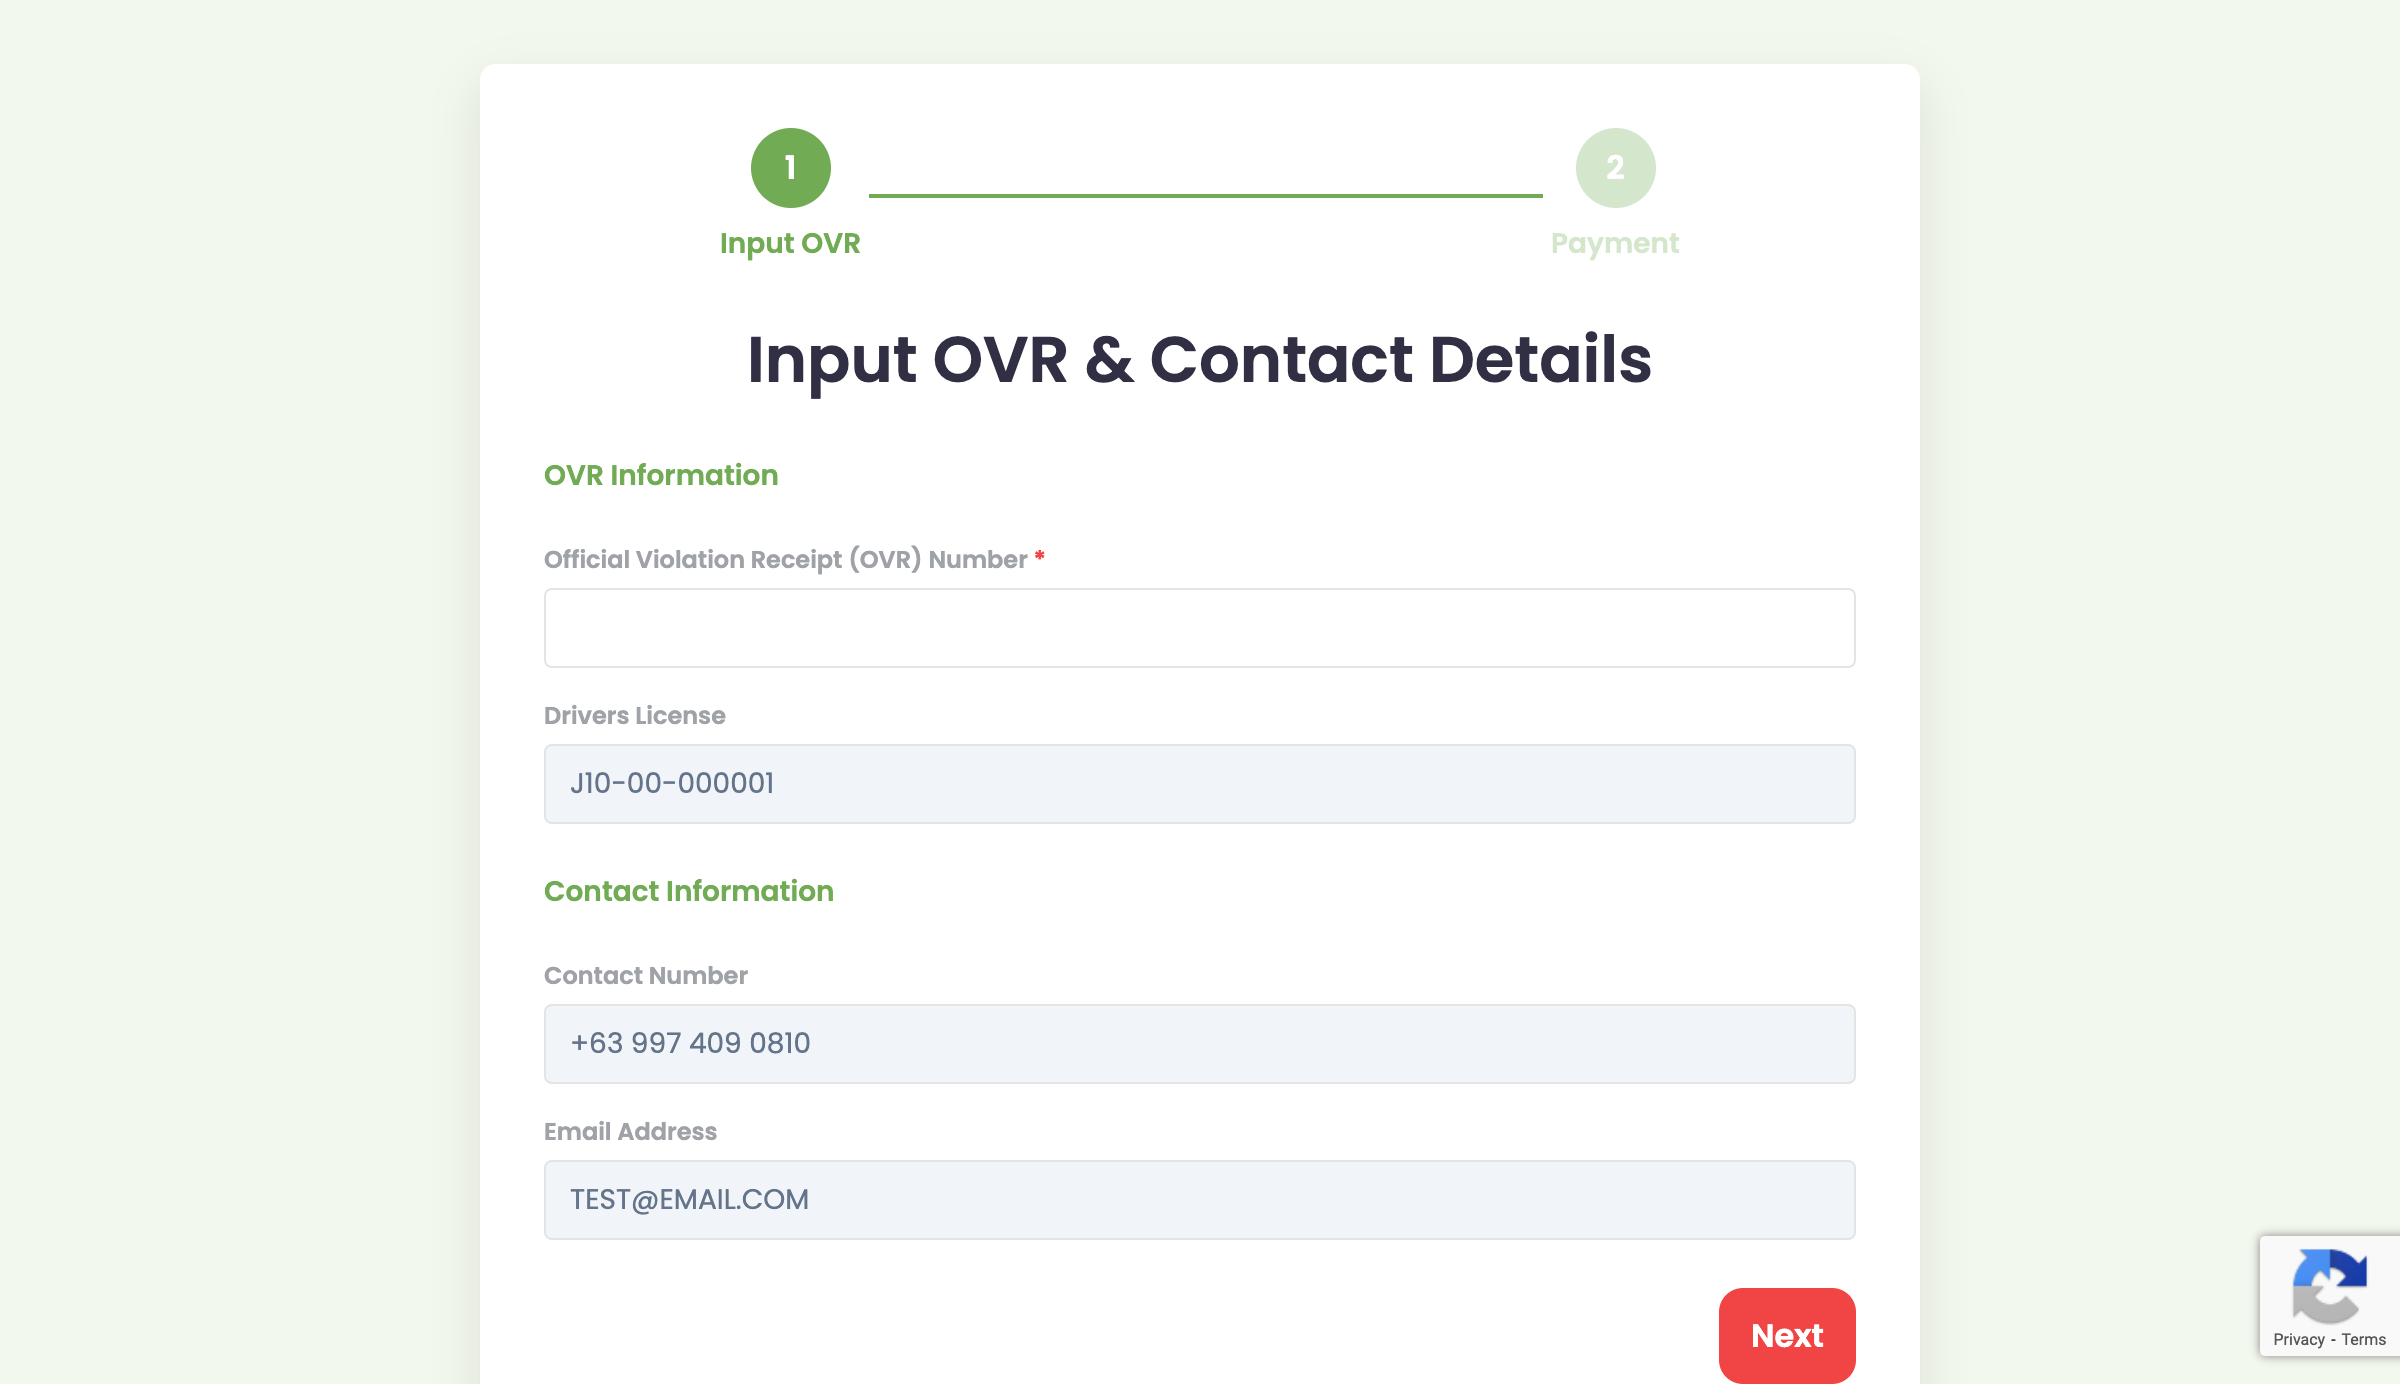 1
2
Input OVR
Payment
Input OVR & Contact Details
OVR Information
Official Violation Receipt (OVR) Number *
Drivers License
J10-00-000001
Contact Information
Contact Number
+63 997 409 0810
Email Address
TEST@EMAIL.COM
Next
Privacy - Terms